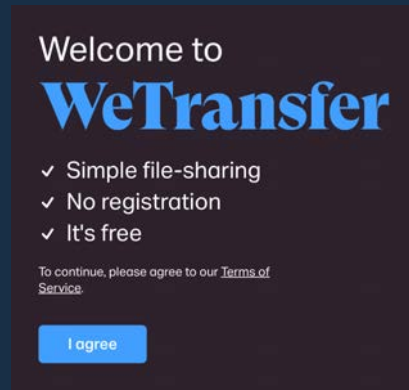 Welcome to
WeTransfer
✓ Simple file-sharing
✓ No registration
✓ It's free
To continue, please agree to our Terms of
Service.
I agree